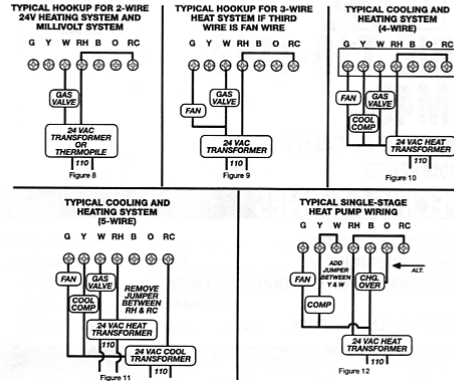 TYPICAL HOOKUP FOR 2-WIRE
24V HEATING SYSTEM AND
MILLIVOLT SYSTEM
G Y W RH B O RC
GAS
VALVE
24 VAC
TRANSFORMER
OR
THERMOPILE
110
Figure 8
TYPICAL HOOKUP FOR 3-WIRE
HEAT SYSTEM IF THIRD
WIRE IS FAN WIRE
G Y W RH B O RC
FAN
GAS
VALVE
24 VAC
TRANSFORMER
110
Figure 9
TYPICAL COOLING AND
HEATING SYSTEM
(4-WIRE)
G Y W RH B O RC
FAN
GAS
VALVE
COOL
COMP
24 VAC HEAT
TRANSFORMER
110
Figure 10
TYPICAL COOLING AND
HEATING SYSTEM
(5-WIRE)
G Y W RH B O RC
FAN
GAS
VALVE
COOL
COMP
REMOVE
JUMPER
BETWEEN
RH & RC
24 VAC HEAT
TRANSFORMER
110
24 VAC COOL
TRANSFORMER
110
Figure 11
TYPICAL SINGLE-STAGE
HEAT PUMP WIRING
G Y W RH B O RC
FAN
ADD
JUMPER
BETWEEN
Y & W
CHG.
OVER
ALT.
COMP
24 VAC HEAT
TRANSFORMER
110
Figure 12